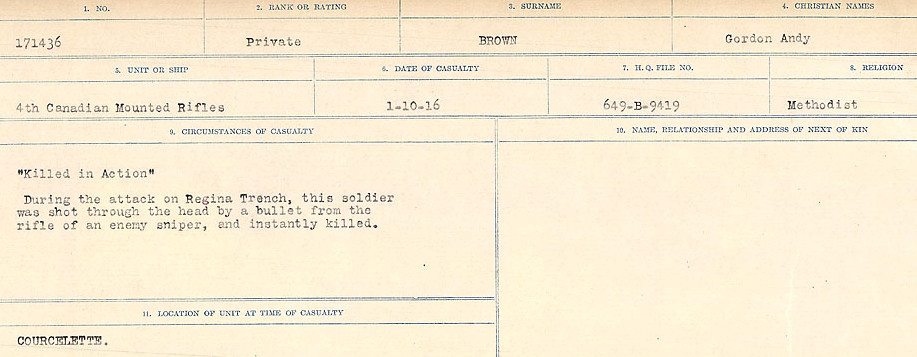 1. NO. 2. RANK OR RATING 3. SURNAME 4. CHRISTIAN NAMES
171436 Private BROWN Gordon Andy
5. UNIT OR SHIP 6. DATE OF CASUALTY 7. H.Q. FILE NO. 8. RELIGION
4th Canadian Mounted Rifles 1-10-16 649-B-9419 Methodist
9. CIRCUMSTANCES OF CASUALTY 10. NAME, RELATIONSHIP AND ADDRESS OF NEXT OF KIN
"Killed in Action"
During the attack on Regina Trench, this soldier
was shot through the head by a bullet from the
rifle of an enemy sniper, and instantly killed.
11. LOCATION OF UNIT AT TIME OF CASUALTY
COURCELETTE.